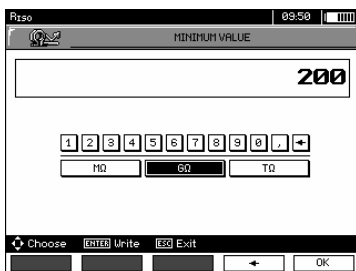 Riso 09:50
MINIMUM VALUE
200
1 2 3 4 5 6 7 8 9 0 ,
MΩ GΩ TΩ
Choose ENTER Write ESC Exit
OK